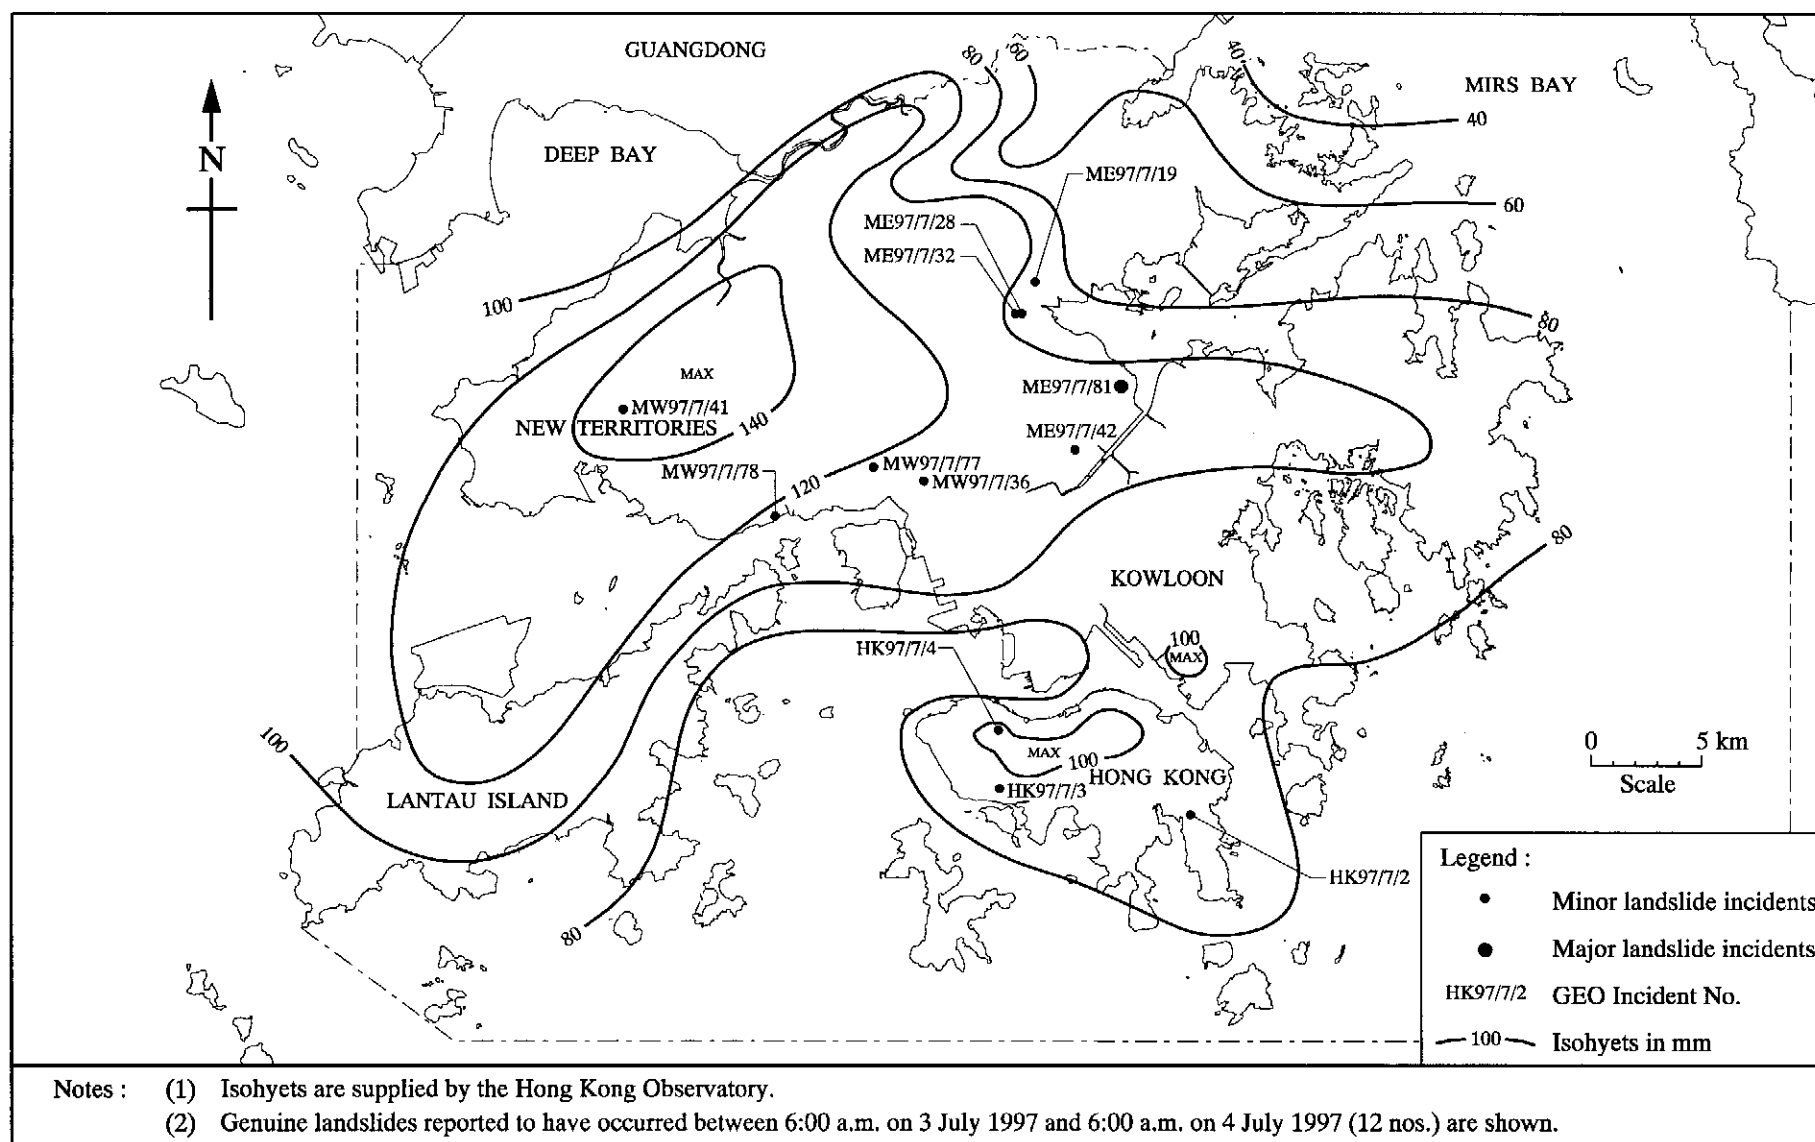 GUANGDONG
80
60
40
MIRS BAY
40
N
DEEP BAY
ME97/7/19
60
ME97/7/28
ME97/7/32
100
80
MAX
ME97/7/81
MW97/7/41
NEW TERRITORIES
140
ME97/7/42
MW97/7/78
MW97/7/77
120
MW97/7/36
80
KOWLOON
100
MAX
HK97/7/4
100
MAX
100
HONG KONG
0 5 km
Scale
LANTAU ISLAND
HK97/7/3
HK97/7/2
80
Legend :
Minor landslide incidents
Major landslide incidents
HK97/7/2 GEO Incident No.
100 Isohyets in mm
Notes : (1) Isohyets are supplied by the Hong Kong Observatory.
(2) Genuine landslides reported to have occurred between 6:00 a.m. on 3 July 1997 and 6:00 a.m. on 4 July 1997 (12 nos.) are shown.